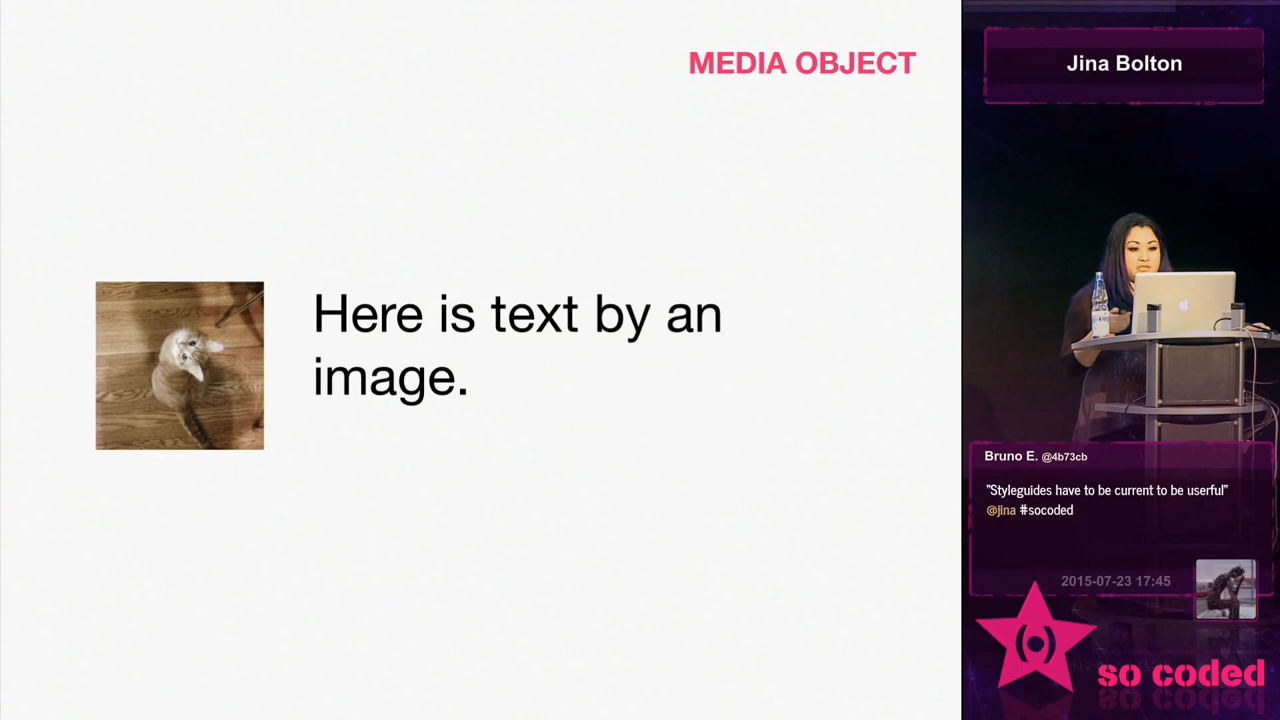 MEDIA OBJECT
Here is text by an
image.
Jina Bolton
Bruno E. @4b73cb
"Styleguides have to be current to be userful"
@jina #socoded
2015-07-23 17:45
so coded